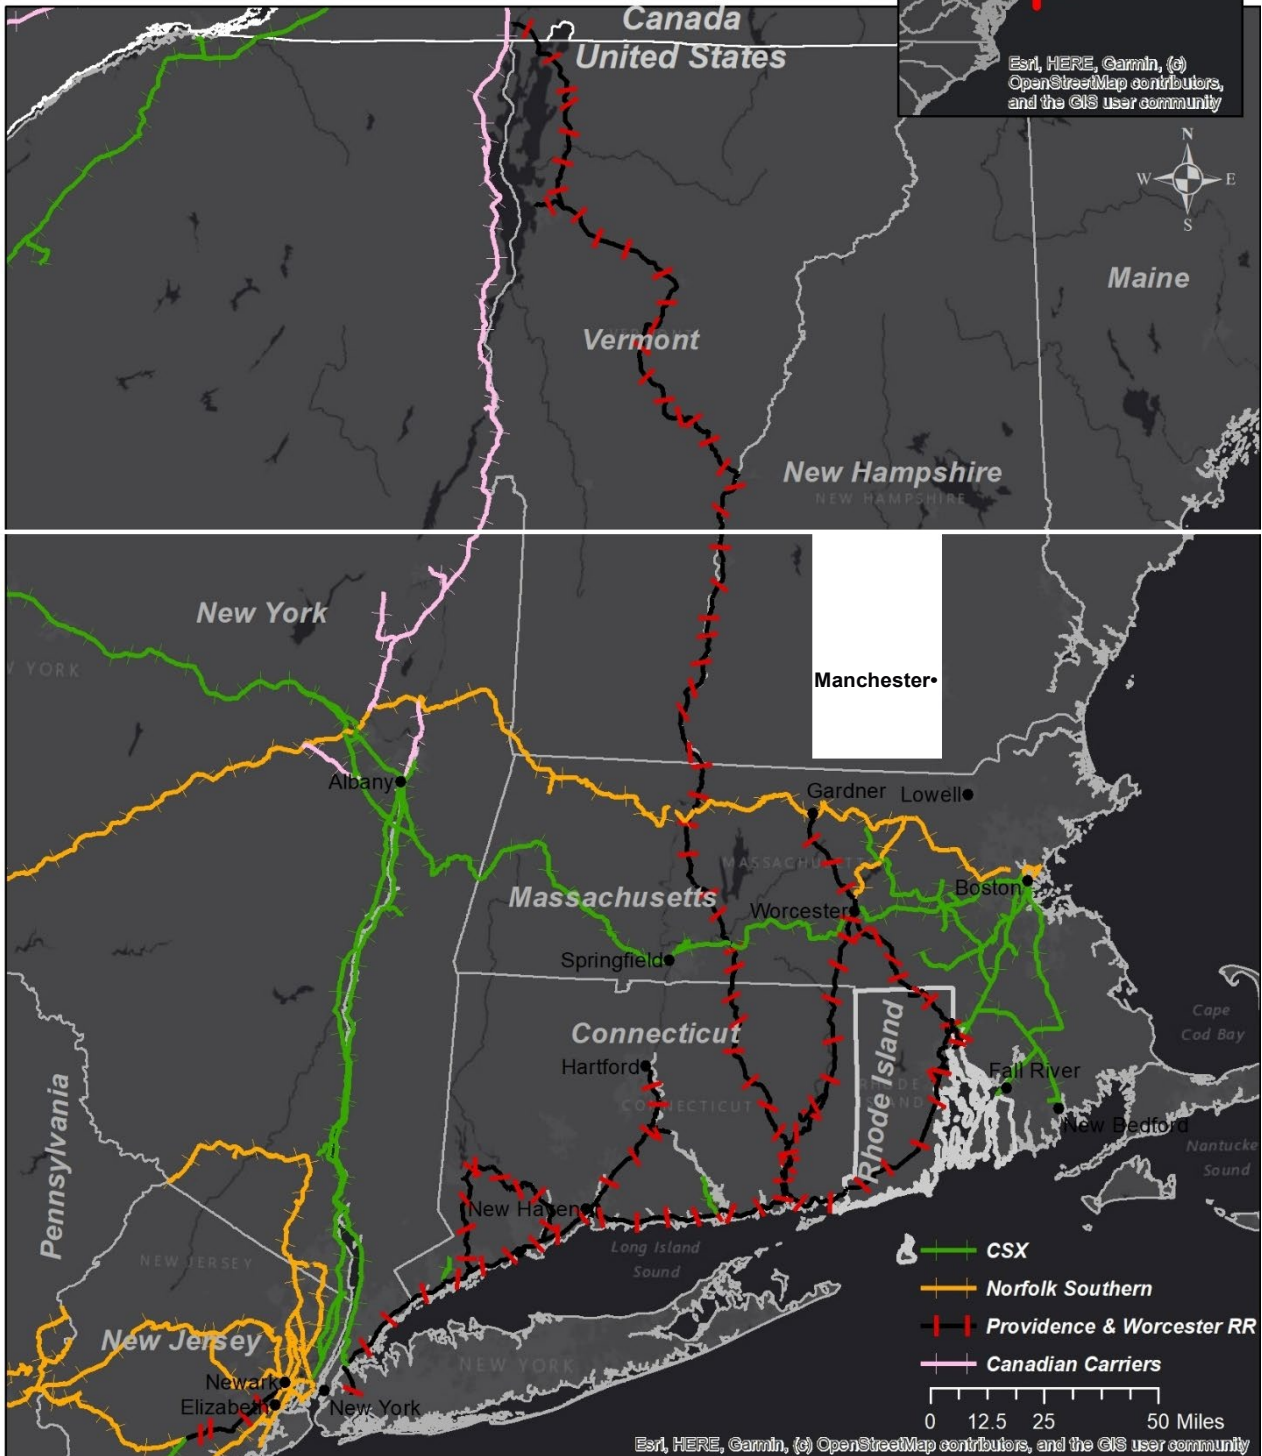 Canada
United States
Esri, HERE, Garmin, (c)
OpenStreetMap contributors,
and the GIS user community
N
W E
S
Maine
Vermont
New Hampshire
NEW HAMPSHIRE
New York
W YORK
Manchester
Albany
Gardner
Lowell
MASSACHUSETTS
Massachusetts
Boston
Worcester
Springfield
Connecticut
Rhode Island
Cape
Cod Bay
Hartford
Fall River
CONNECTICUT
RHODE
ISLAND
New Bedford
Pennsylvania
Nantucke
Sound
New Haven
Long Island
Sound
NEW JERSEY
CSX
Norfolk Southern
New Jersey
Providence & Worcester RR
NEW YORK
Canadian Carriers
Newark
Elizabeth
New York
0 12.5 25 50 Miles
Esri, HERE, Garmin, (c) OpenStreetMap contributors, and the GIS user community